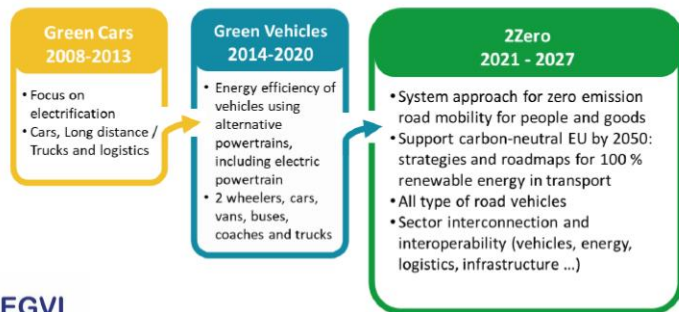 Green Cars
2008-2013
• Focus on
electrification
• Cars, Long distance /
Trucks and logistics
Green Vehicles
2014-2020
• Energy efficiency of
vehicles using
alternative
powertrains,
including electric
powertrain
• 2 wheelers, cars,
vans, buses,
coaches and trucks
2Zero
2021 - 2027
• System approach for zero emission
road mobility for people and goods
• Support carbon-neutral EU by 2050:
strategies and roadmaps for 100 %
renewable energy in transport
• All type of road vehicles
• Sector interconnection and
interoperability (vehicles, energy,
logistics, infrastructure ...)
EGVI